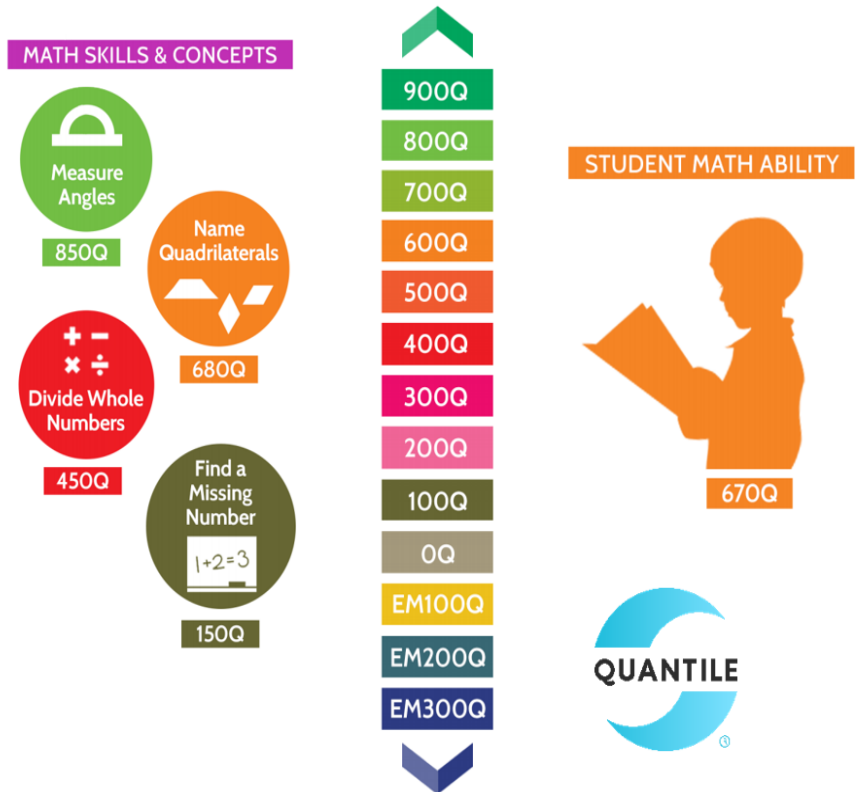 MATH SKILLS & CONCEPTS
Measure
Angles
850Q
Name
Quadrilaterals
680Q
Divide Whole
Numbers
450Q
Find a
Missing
Number
1+2=3
150Q
900Q
800Q
700Q
600Q
500Q
400Q
300Q
200Q
100Q
0Q
EM100Q
EM200Q
EM300Q
STUDENT MATH ABILITY
670Q
QUANTILE